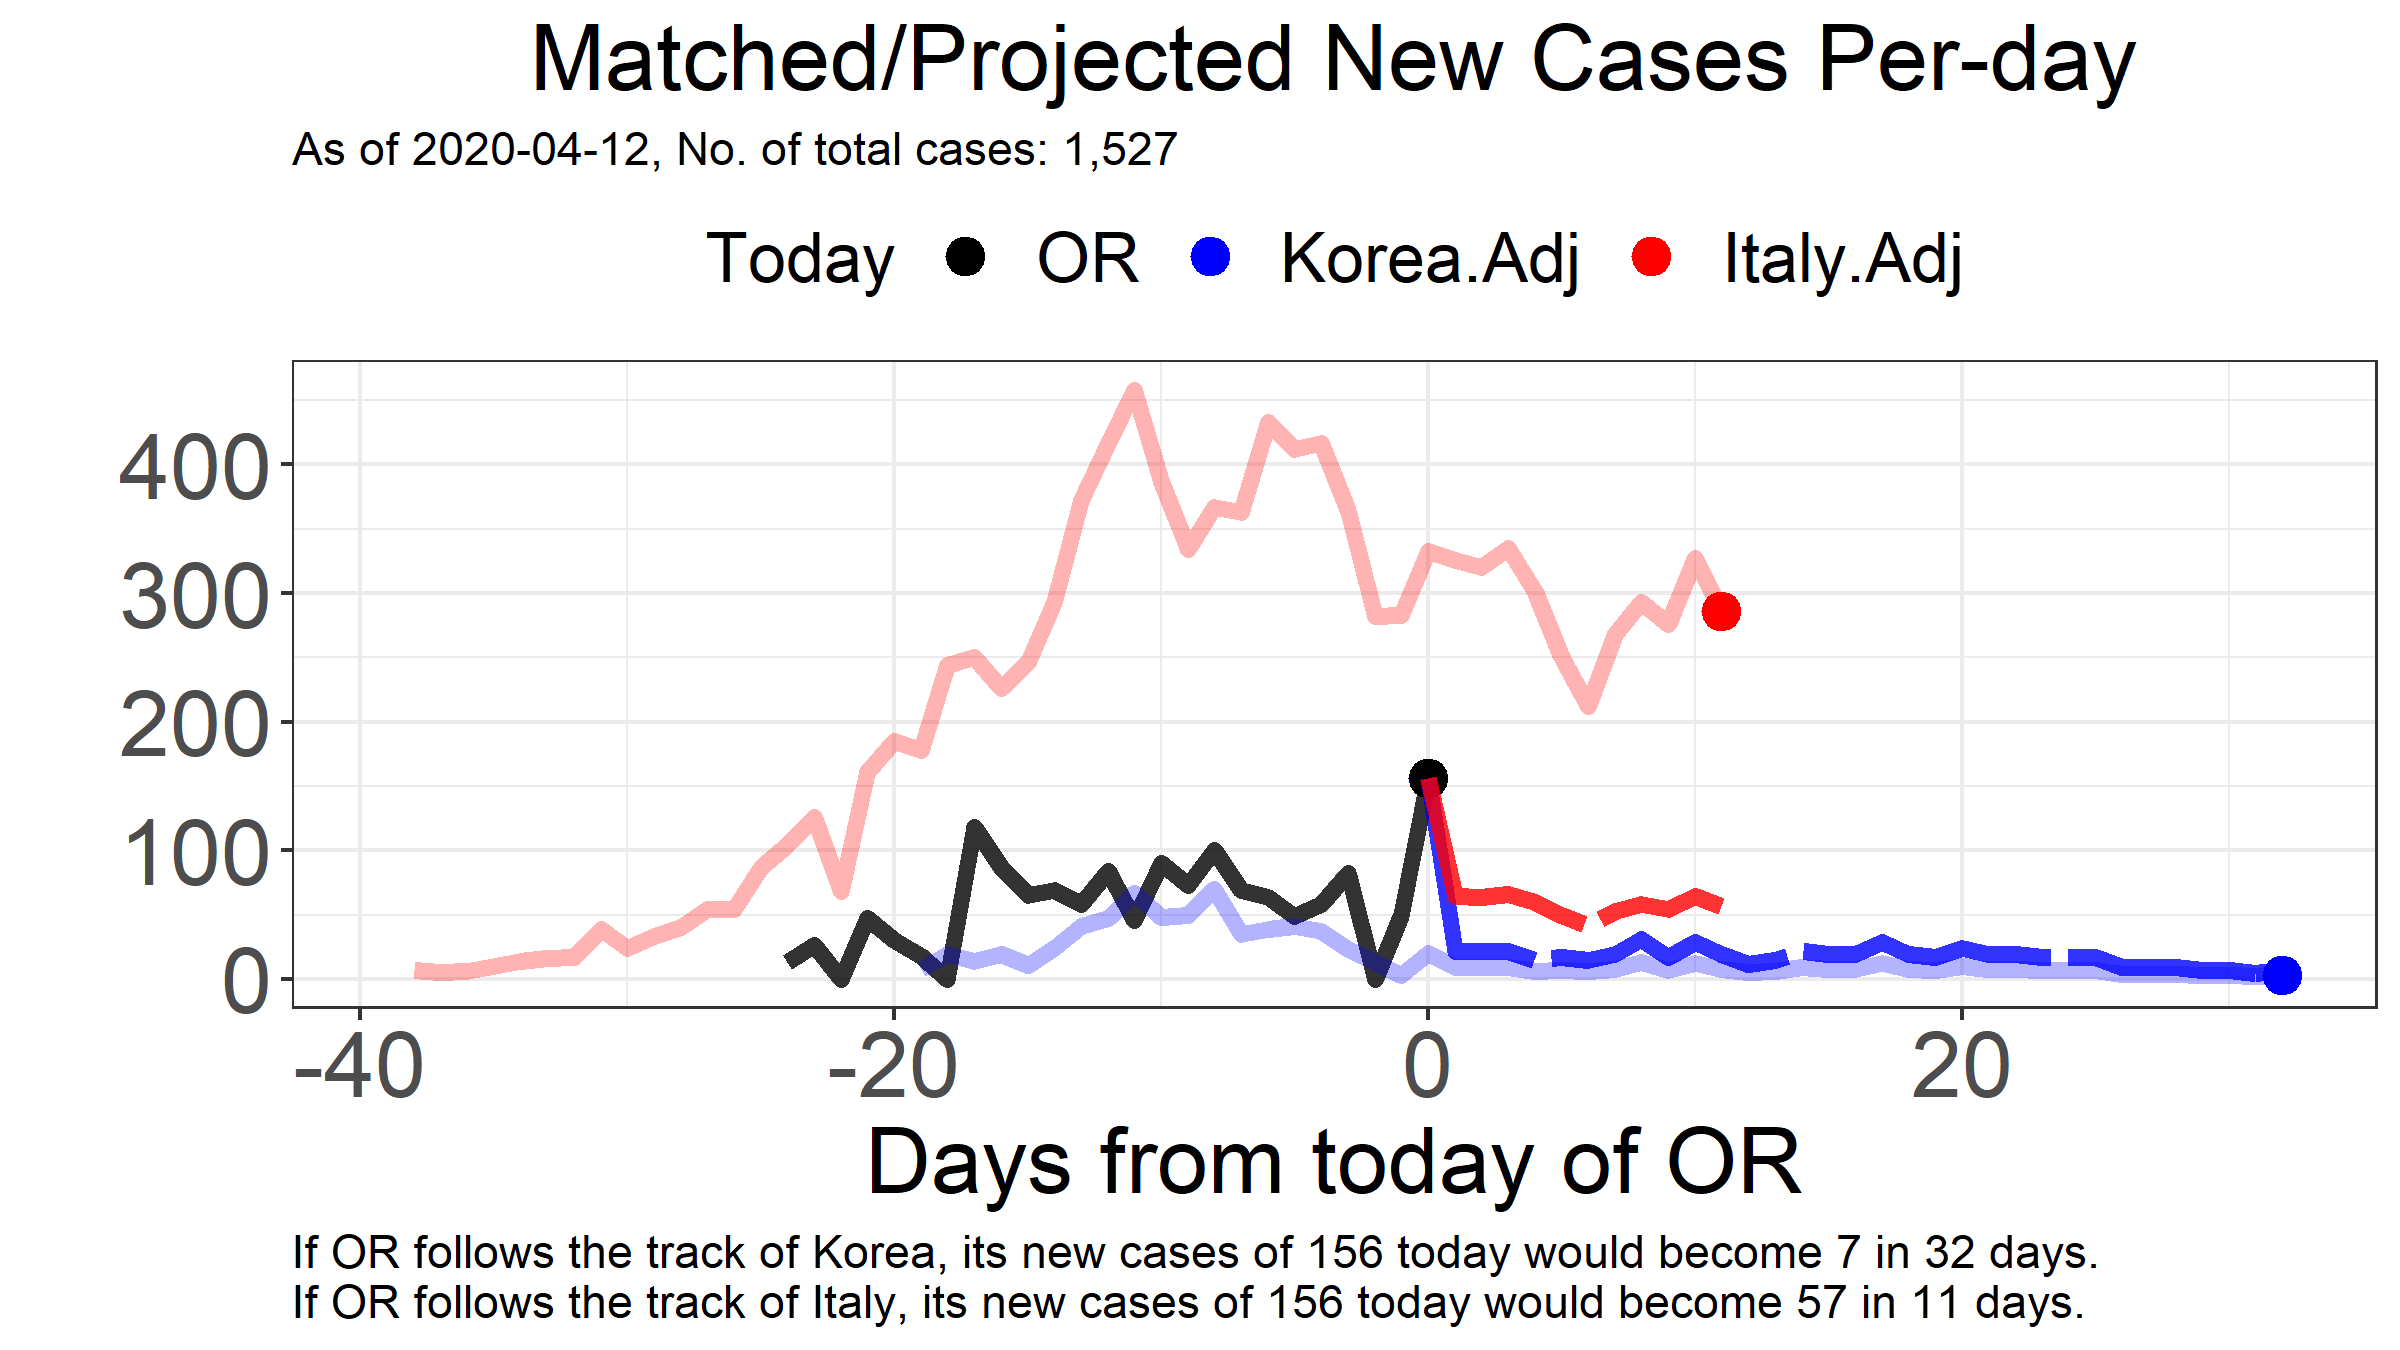 Matched/Projected New Cases Per-day
As of 2020-04-12, No. of total cases: 1,527
Today OR Korea.Adj Italy.Adj
400
300
200
100
0
-40 -20 0 20
Days from today of OR
If OR follows the track of Korea, its new cases of 156 today would become 7 in 32 days.
If OR follows the track of Italy, its new cases of 156 today would become 57 in 11 days.